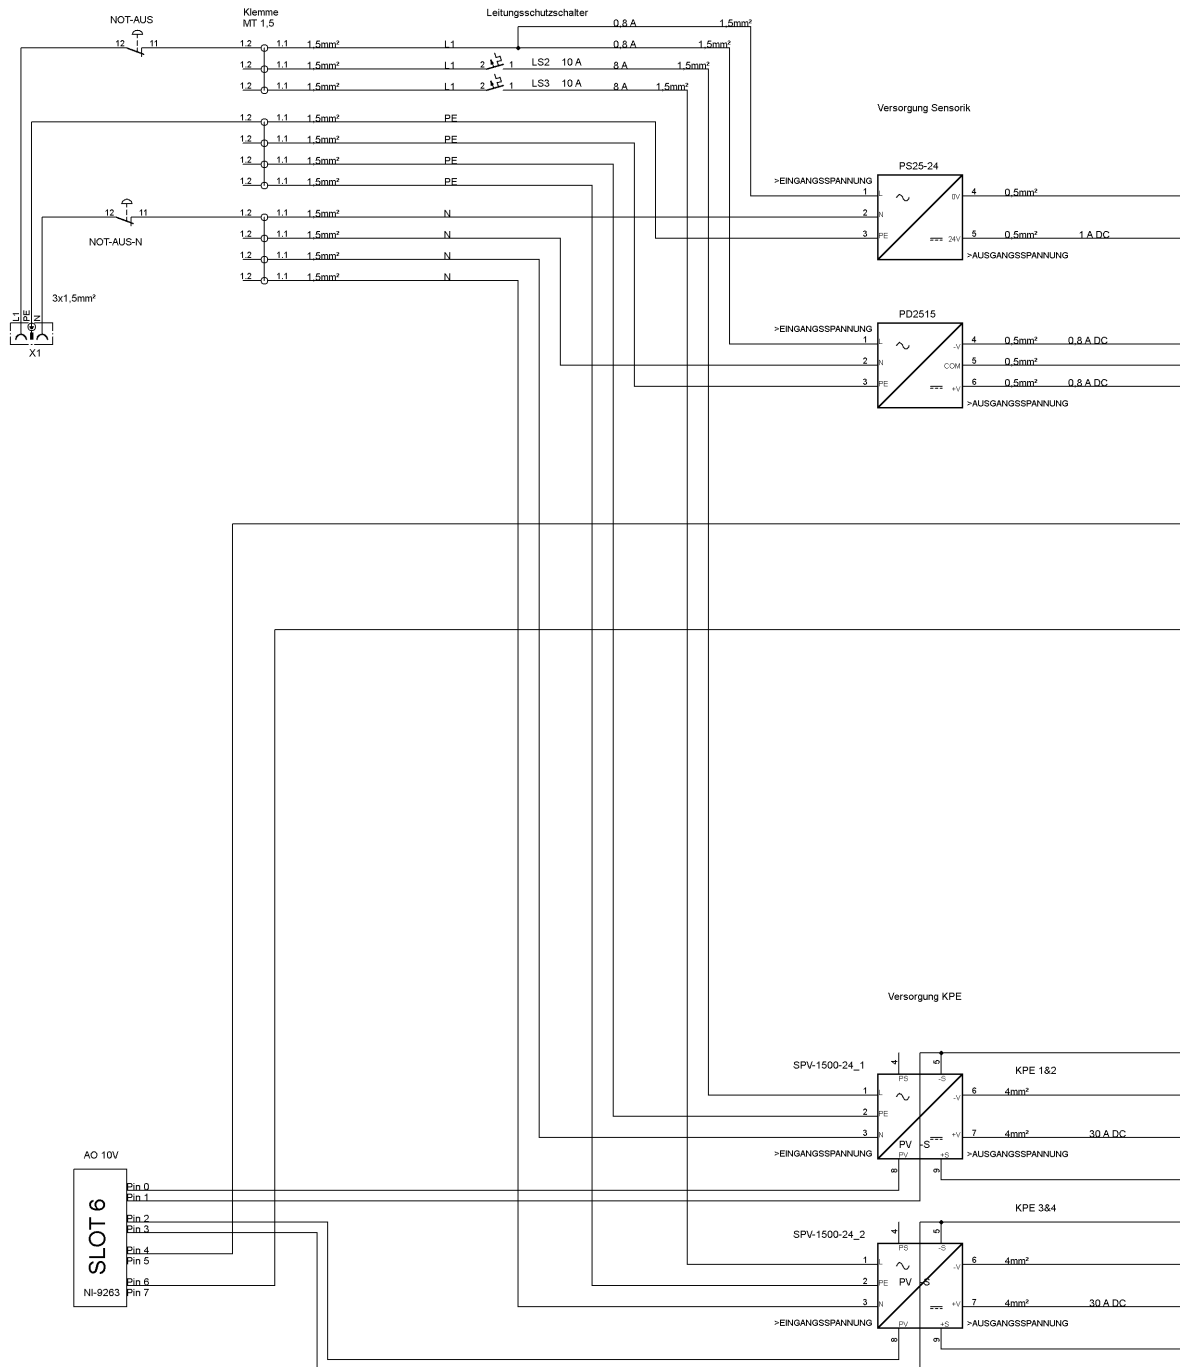 NOT-AUS
12 11
Klemme
MT 1,5
Leitungsschutzschalter
0,8 A 1,5mm²
1.2 1.1 1,5mm² L1 0,8 A 1,5mm²
1.2 1.1 1,5mm² L1 2 1 LS2 10 A 8 A 1,5mm²
1.2 1.1 1,5mm² L1 2 1 LS3 10 A 8 A 1,5mm²
1.2 1.1 1,5mm² PE
1.2 1.1 1,5mm² PE
1.2 1.1 1,5mm² PE
1.2 1.1 1,5mm² PE
12 11
NOT-AUS-N
1.2 1.1 1,5mm² N
1.2 1.1 1,5mm² N
1.2 1.1 1,5mm² N
1.2 1.1 1,5mm² N
3x1,5mm²
L1 PE N
X1
Versorgung Sensorik
PS25-24
>EINGANGSSPANNUNG
1 L 0V 4 0,5mm²
2 N
3 PE 24V 5 0,5mm² 1 A DC
>AUSGANGSSPANNUNG
PD2515
>EINGANGSSPANNUNG
1 L -V 4 0,5mm² 0,8 A DC
2 N COM 5 0,5mm²
3 PE +V 6 0,5mm² 0,8 A DC
>AUSGANGSSPANNUNG
Versorgung KPE
SPV-1500-24_1
4 5
KPE 1&2
PS -S
1 L -V 6 4mm²
2 PE
3 N +V 7 4mm² 30 A DC
PV -S
PV +S
>EINGANGSSPANNUNG
>AUSGANGSSPANNUNG
8 9
KPE 3&4
SPV-1500-24_2
4 5
PS -S
1 L -V 6 4mm²
2 PE PV -S
3 N +V 7 4mm² 30 A DC
PV +S
>EINGANGSSPANNUNG
>AUSGANGSSPANNUNG
8 9
AO 10V
SLOT 6
NI-9263
Pin 0
Pin 1
Pin 2
Pin 3
Pin 4
Pin 5
Pin 6
Pin 7